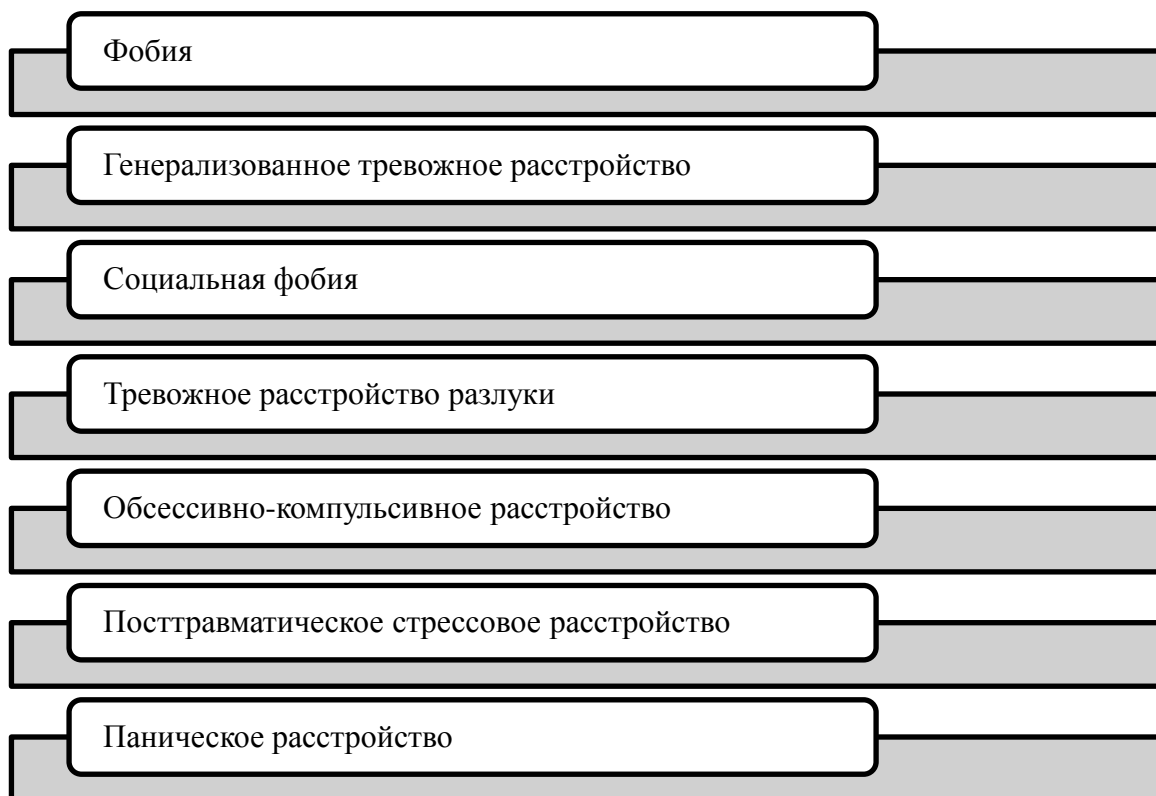 Фобия
Генерализованное тревожное расстройство
Социальная фобия
Тревожное расстройство разлуки
Обсессивно-компульсивное расстройство
Посттравматическое стрессовое расстройство
Паническое расстройство